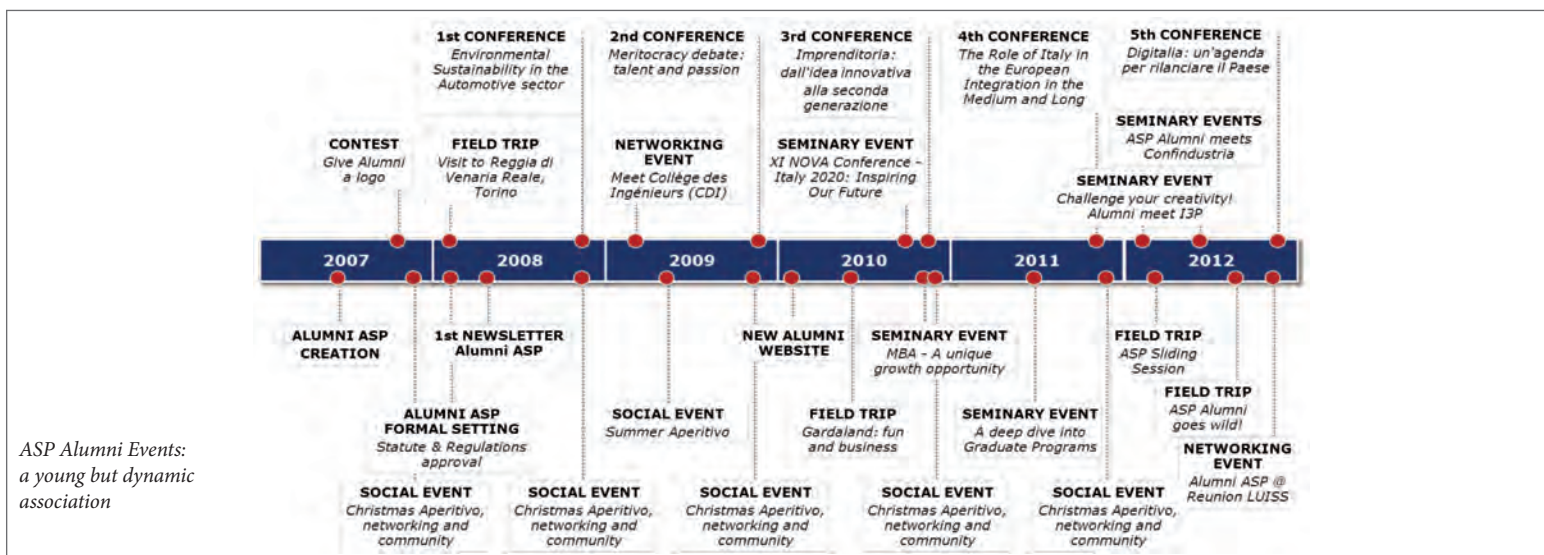 1st CONFERENCE
Environmental
Sustainability in the
Automotive sector
2nd CONFERENCE
Meritocracy debate:
talent and passion
3rd CONFERENCE
Imprenditoria:
dall'idea innovativa
alla seconda
generazione
4th CONFERENCE
The Role of Italy in
the European
Integration in the
Medium and Long
5th CONFERENCE
Digitalia: un'agenda
per rilanciare il Paese
CONTEST
Give Alumni
a logo
FIELD TRIP
Visit to Reggia di
Venaria Reale,
Torino
NETWORKING
EVENT
Meet Collège des
Ingénieurs (CDI)
SEMINARY EVENT
XI NOVA Conference –
Italy 2020: Inspiring
Our Future
SEMINARY EVENTS
ASP Alumni meets
Confindustria
SEMINARY EVENT
Challenge your creativity!
Alumni meet I3P
2007
2008
2009
2010
2011
2012
ALUMNI ASP
CREATION
1st NEWSLETTER
Alumni ASP
NEW ALUMNI
WEBSITE
SEMINARY EVENT
MBA - A unique
growth opportunity
FIELD TRIP
ASP Sliding
Session
ALUMNI ASP
FORMAL SETTING
Statute & Regulations
approval
SOCIAL EVENT
Summer Aperitivo
FIELD TRIP
Gardaland: fun
and business
SEMINARY EVENT
A deep dive into
Graduate Programs
FIELD TRIP
ASP Alumni
goes wild!
NETWORKING
EVENT
Alumni ASP @
Reunion LUISS
SOCIAL EVENT
Christmas Aperitivo,
networking and
community
SOCIAL EVENT
Christmas Aperitivo,
networking and
community
SOCIAL EVENT
Christmas Aperitivo,
networking and
community
SOCIAL EVENT
Christmas Aperitivo,
networking and
community
SOCIAL EVENT
Christmas Aperitivo,
networking and
community
ASP Alumni Events:
a young but dynamic
association